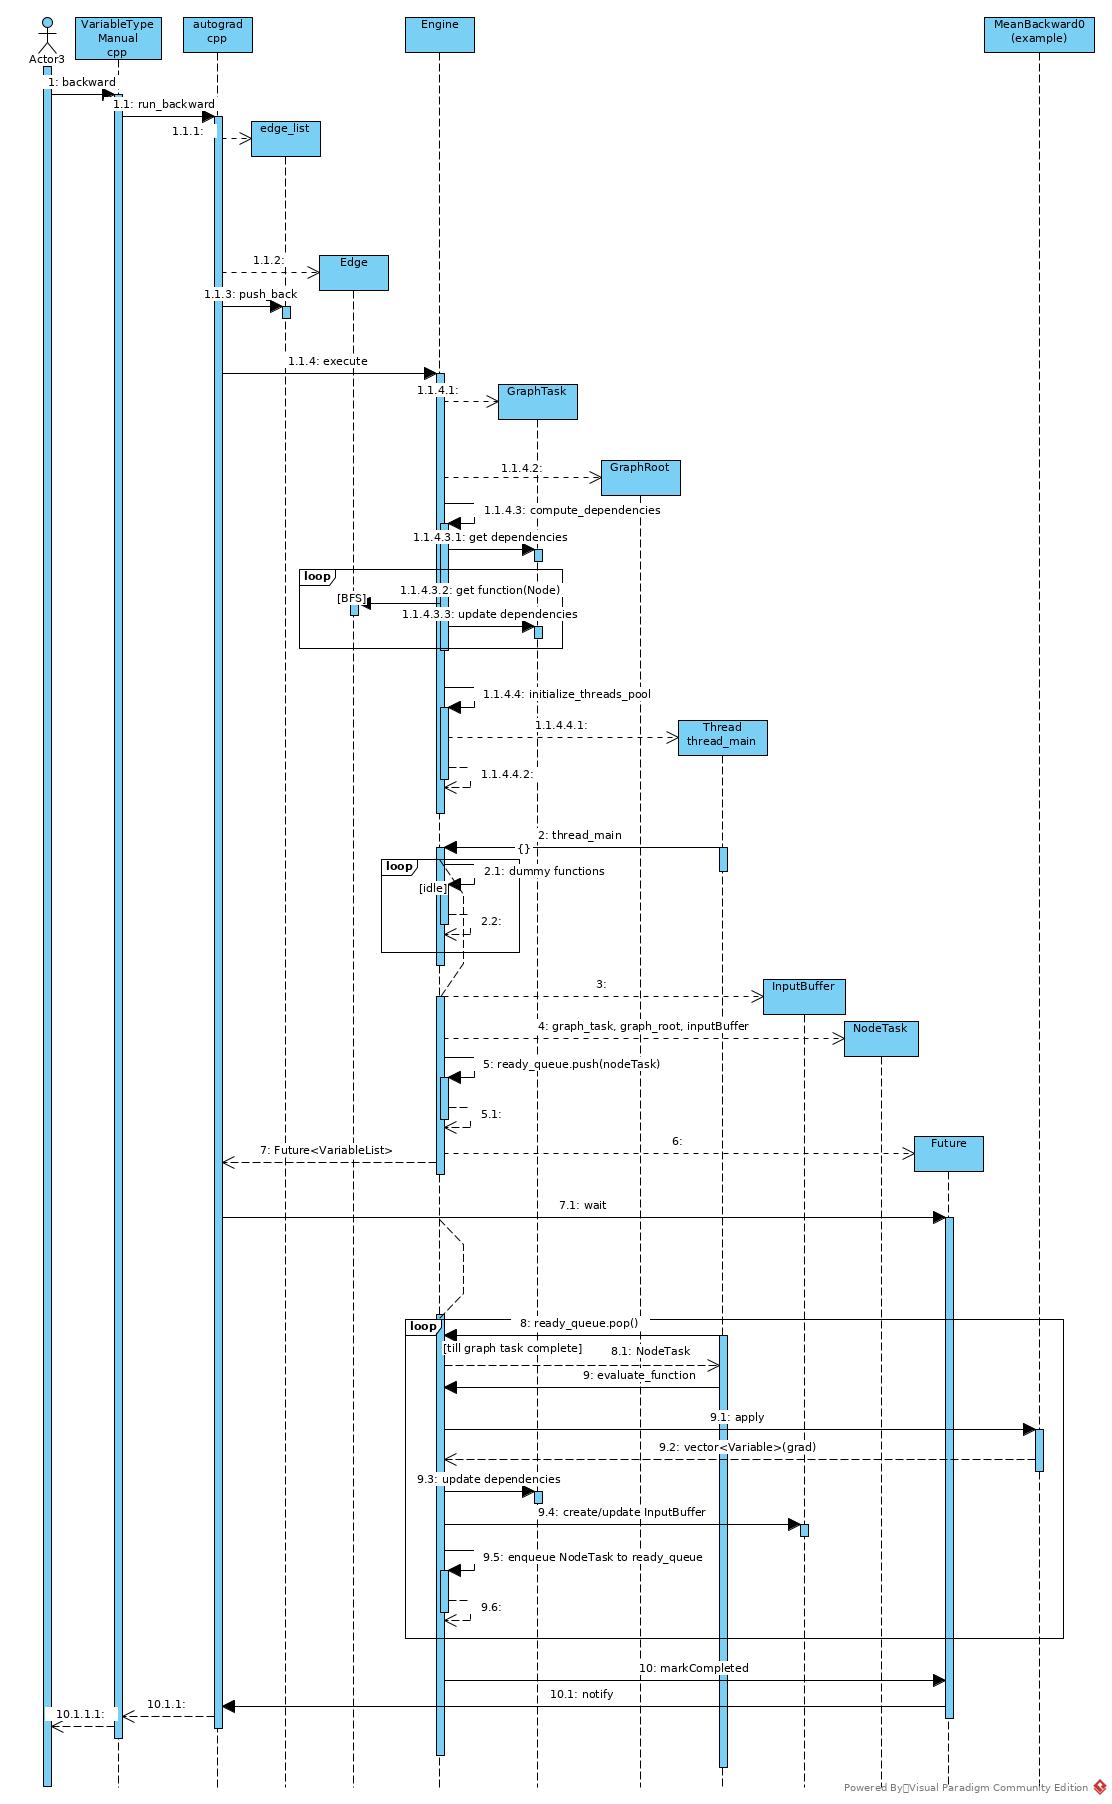 VariableType
Manual
cpp
autograd
cpp
Engine
MeanBackward0
(example)
Actor3
1: backward
1.1: run_backward
1.1.1:
edge_list
1.1.2:
Edge
1.1.3: push_back
1.1.4: execute
1.1.4.1:
GraphTask
1.1.4.2:
GraphRoot
1.1.4.3: compute_dependencies
1.1.4.3.1: get dependencies
loop
1.1.4.3.2: get function(Node)
[BFS]
1.1.4.3.3: update dependencies
1.1.4.4: initialize_threads_pool
1.1.4.4.1:
Thread
thread_main
1.1.4.4.2:
2: thread_main
{}
loop
2.1: dummy functions
[idle]
2.2:
3:
InputBuffer
4: graph_task, graph_root, inputBuffer
NodeTask
5: ready_queue.push(nodeTask)
5.1:
6:
Future
7: Future<VariableList>
7.1: wait
loop
8: ready_queue.pop()
[till graph task complete]
8.1: NodeTask
9: evaluate_function
9.1: apply
9.2: vector<Variable>(grad)
9.3: update dependencies
9.4: create/update InputBuffer
9.5: enqueue NodeTask to ready_queue
9.6:
10: markCompleted
10.1: notify
10.1.1:
10.1.1.1:
Powered By Visual Paradigm Community Edition